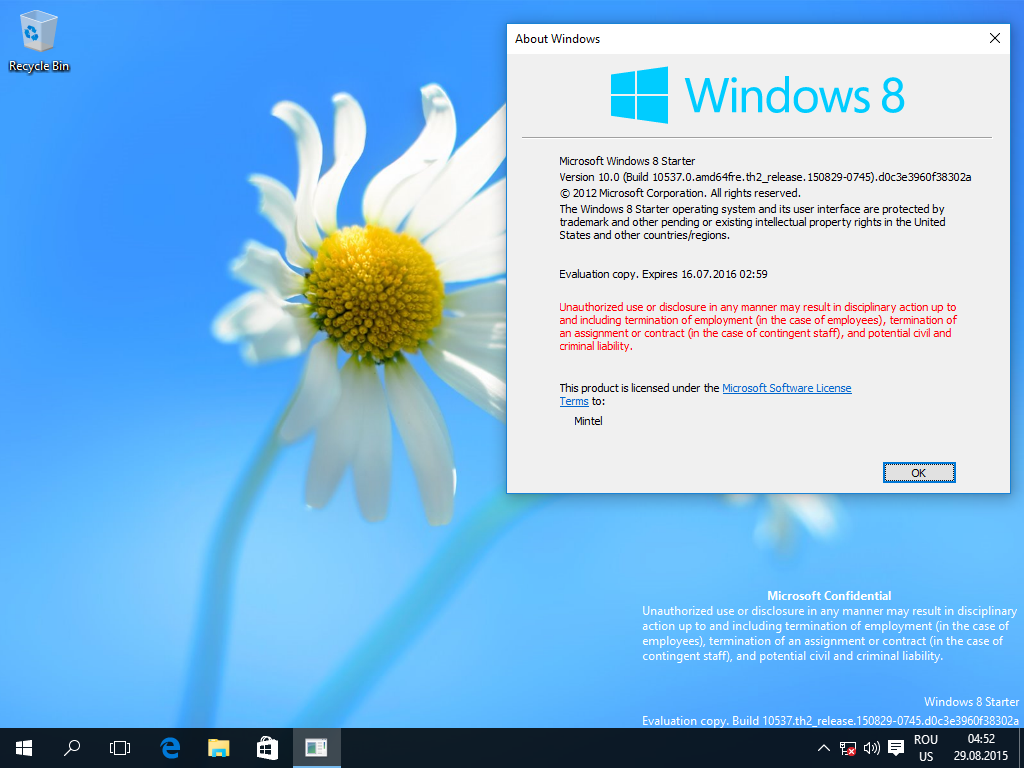 Recycle Bin
About Windows
Windows 8
Microsoft Windows 8 Starter
Version 10.0 (Build 10537.0.amd64fre.th2_release.150829-0745).d0c3e3960f38302a
© 2012 Microsoft Corporation. All rights reserved.
The Windows 8 Starter operating system and its user interface are protected by
trademark and other pending or existing intellectual property rights in the United
States and other countries/regions.
Evaluation copy. Expires 16.07.2016 02:59
Unauthorized use or disclosure in any manner may result in disciplinary action up to
and including termination of employment (in the case of employees), termination of
an assignment or contract (in the case of contingent staff), and potential civil and
criminal liability.
This product is licensed under the Microsoft Software License
Terms to:
Mintel
OK
Microsoft Confidential
Unauthorized use or disclosure in any manner may result in disciplinary
action up to and including termination of employment (in the case of
employees), termination of an assignment or contract (in the case of
contingent staff), and potential civil and criminal liability.
Windows 8 Starter
Evaluation copy. Build 10537.th2_release.150829-0745.d0c3e3960f38302a
ROU
US
04:52
29.08.2015